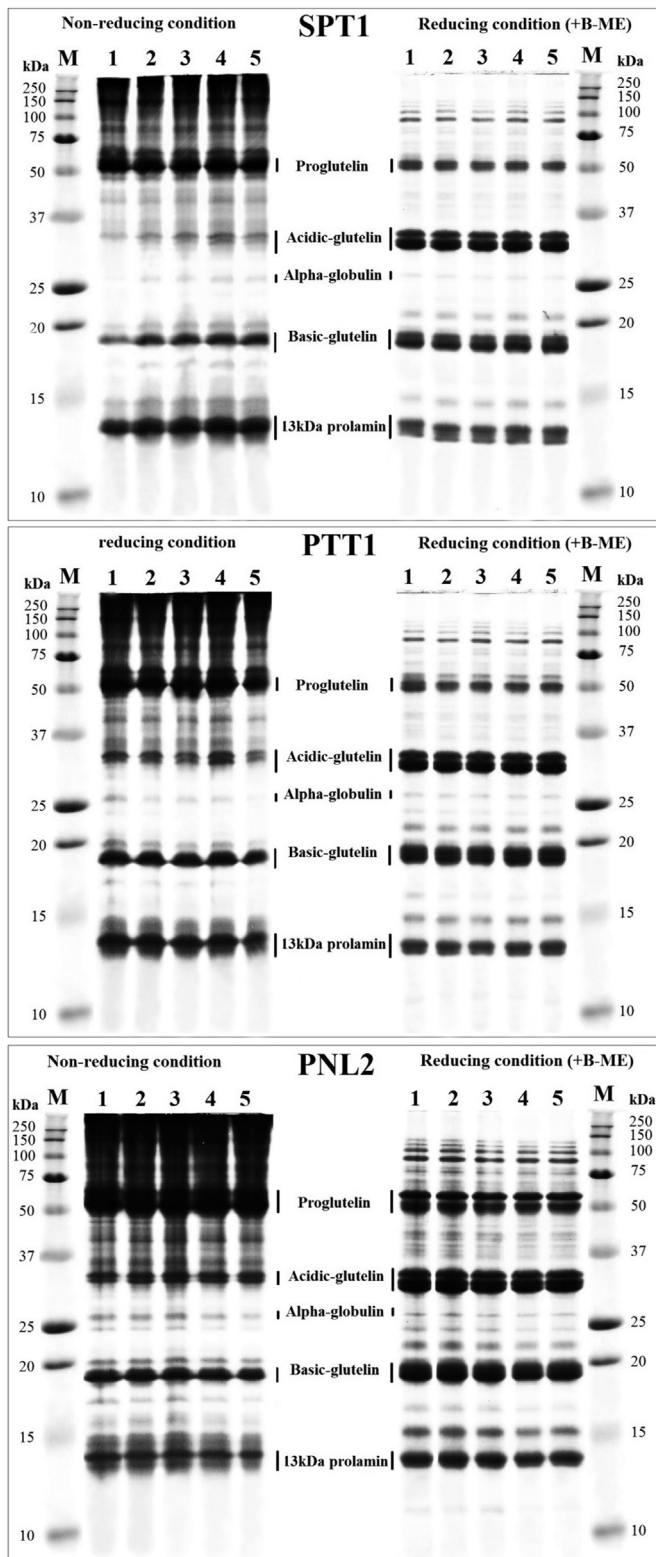 Non-reducing condition SPT1 Reducing condition (+B-ME)
kDa M 1 2 3 4 5 1 2 3 4 5 M kDa
250 250
150 150
100 100
75 75
50 Proglutelin 50
37 37
Acidic-glutelin
25 Alpha-globulin 25
20 20
Basic-glutelin
15 15
13kDa prolamin
10 10
reducing condition PTT1 Reducing condition (+B-ME)
kDa M 1 2 3 4 5 1 2 3 4 5 M kDa
250 250
150 150
100 100
75 75
50 Proglutelin 50
37 37
Acidic-glutelin
25 Alpha-globulin 25
20 20
Basic-glutelin
15 15
13kDa prolamin
10 10
Non-reducing condition PNL2 Reducing condition (+B-ME)
kDa M 1 2 3 4 5 1 2 3 4 5 M kDa
250 250
150 150
100 100
75 75
50 Proglutelin 50
37 37
Acidic-glutelin
Alpha-globulin
25 25
20 Basic-glutelin 20
15 15
13kDa prolamin
10 10